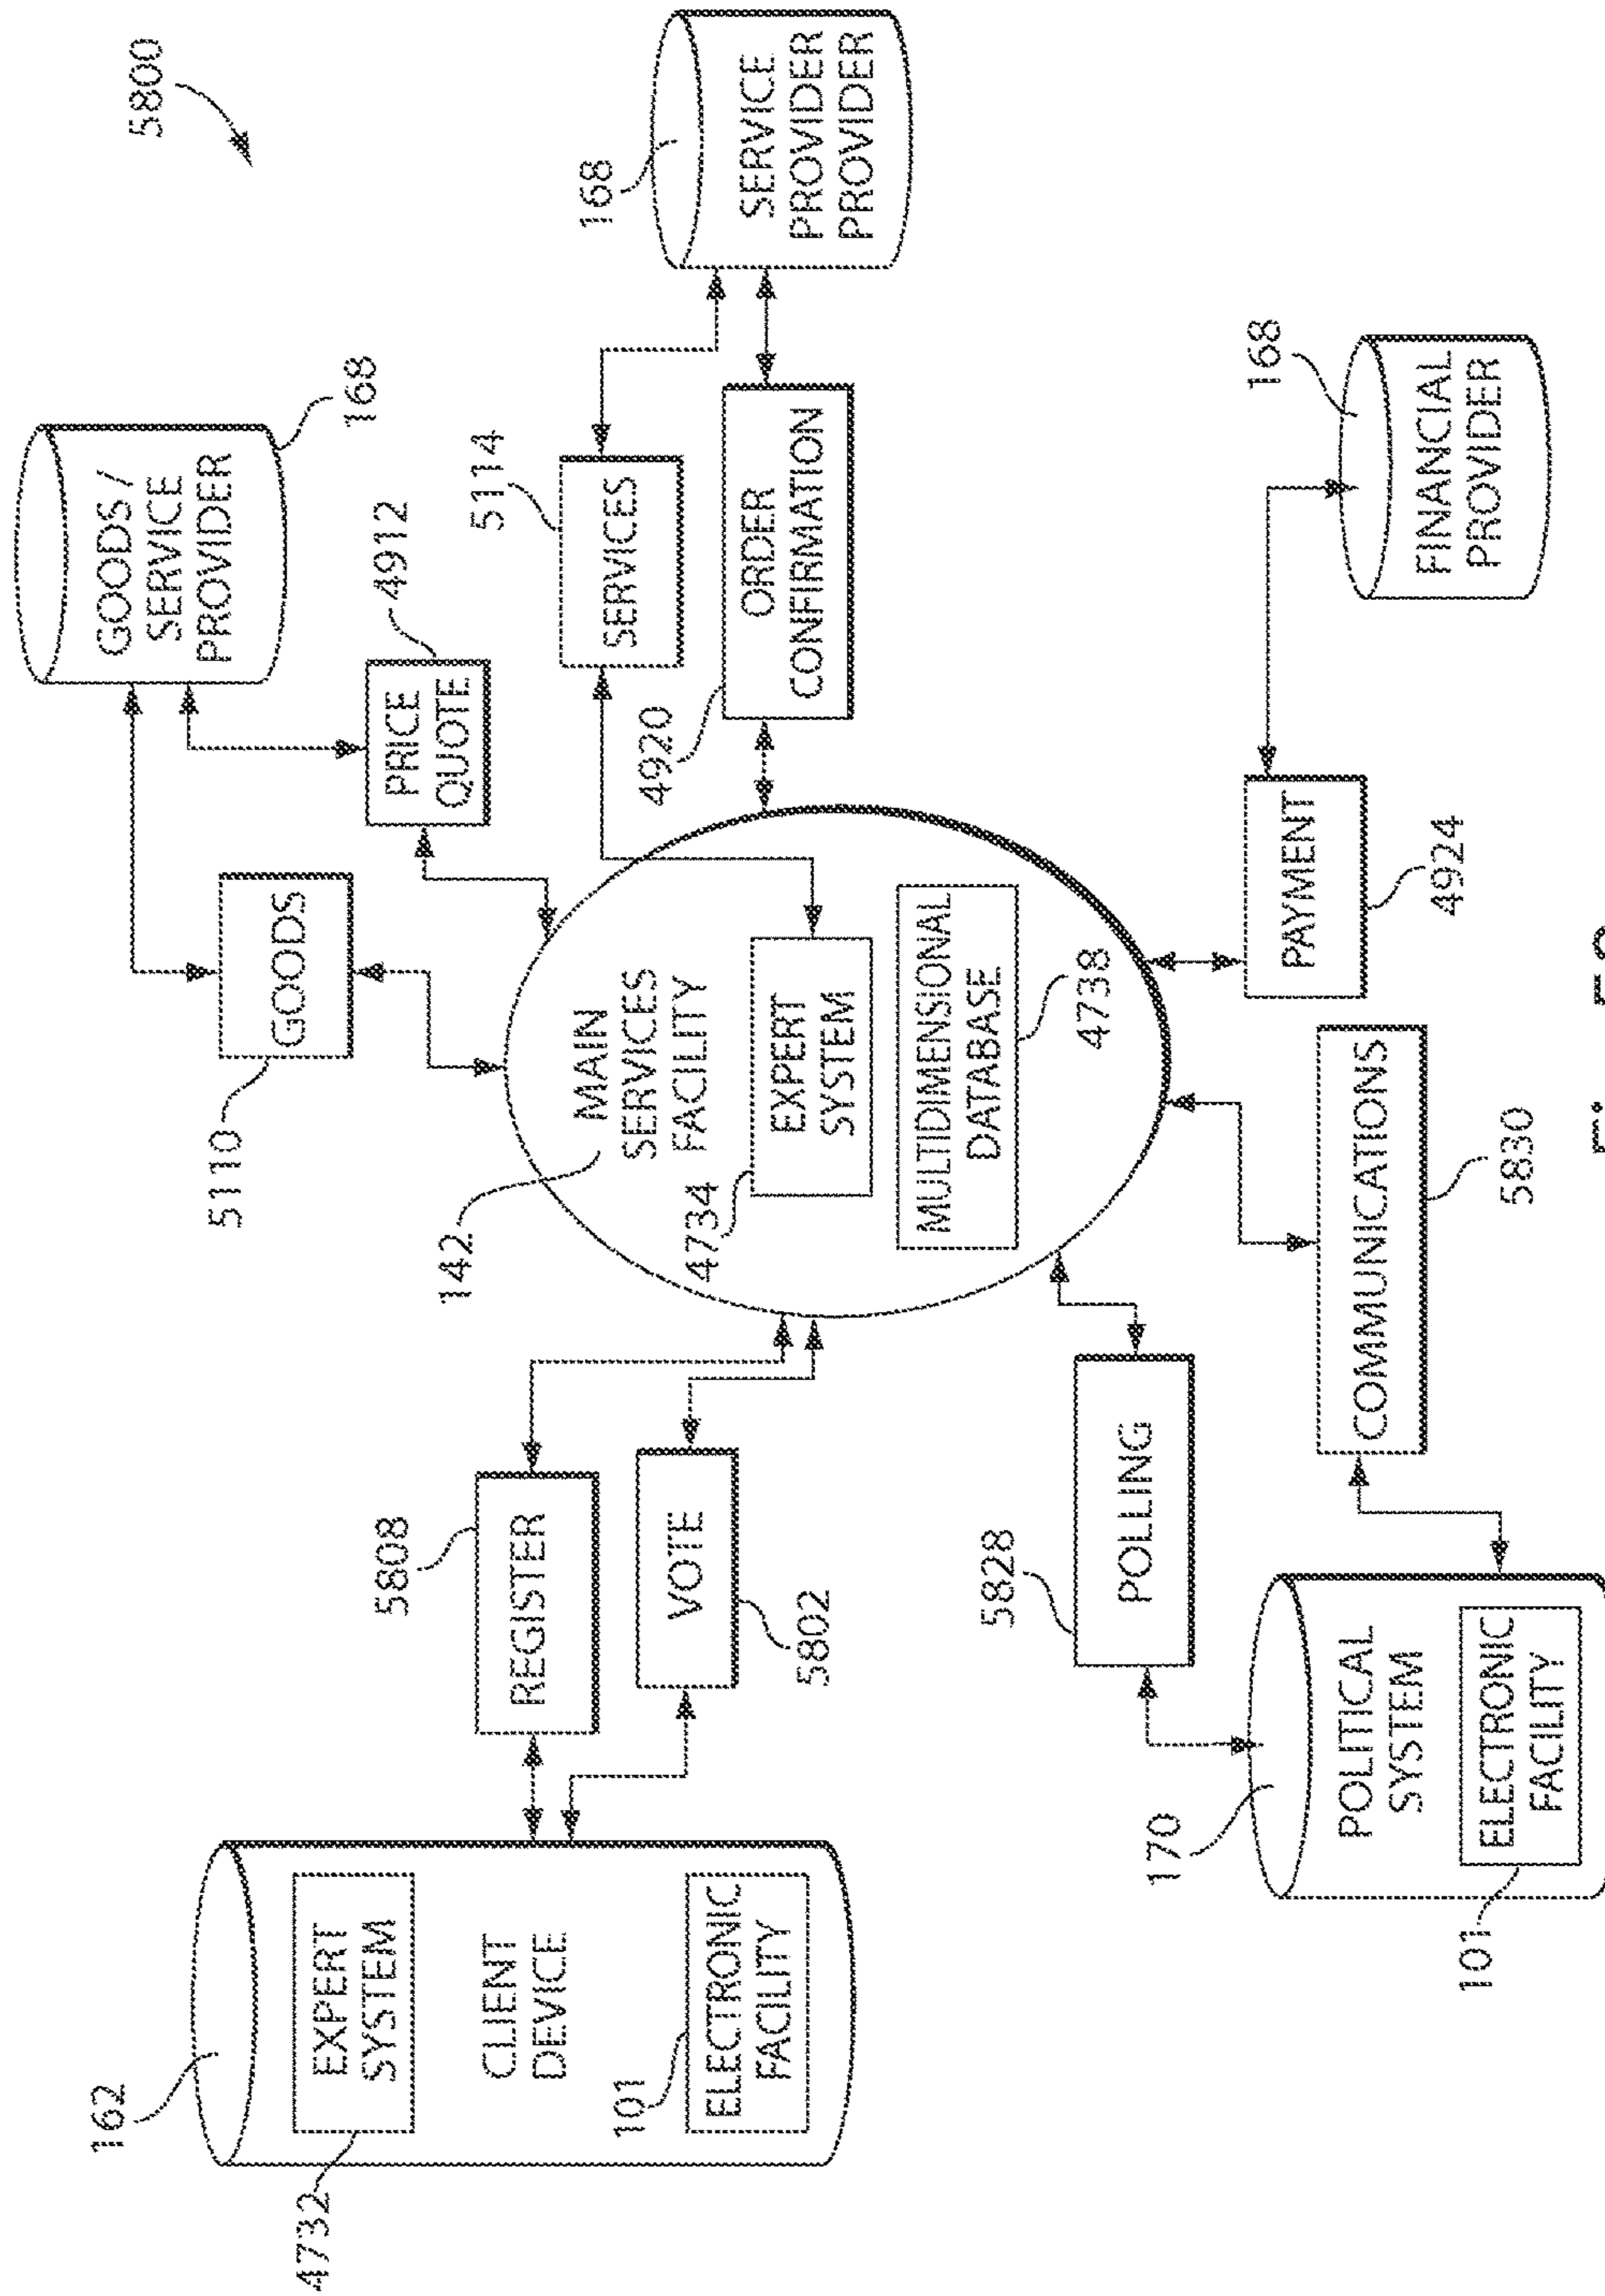 5800
GOODS /
SERVICE
PROVIDER
168
162
4732
EXPERT
SYSTEM
CLIENT
DEVICE
101
ELECTRONIC
FACILITY
5110
GOODS
PRICE
QUOTE
4912
5808
REGISTER
VOTE
5802
142
MAIN
SERVICES
FACILITY
4734
EXPERT
SYSTEM
MULTIDIMENSIONAL
DATABASE
4738
5114
SERVICES
4920
ORDER
CONFIRMATION
168
SERVICE
PROVIDER
PROVIDER
5828
POLLING
170
POLITICAL
SYSTEM
101
ELECTRONIC
FACILITY
COMMUNICATIONS
5830
PAYMENT
4924
168
FINANCIAL
PROVIDER